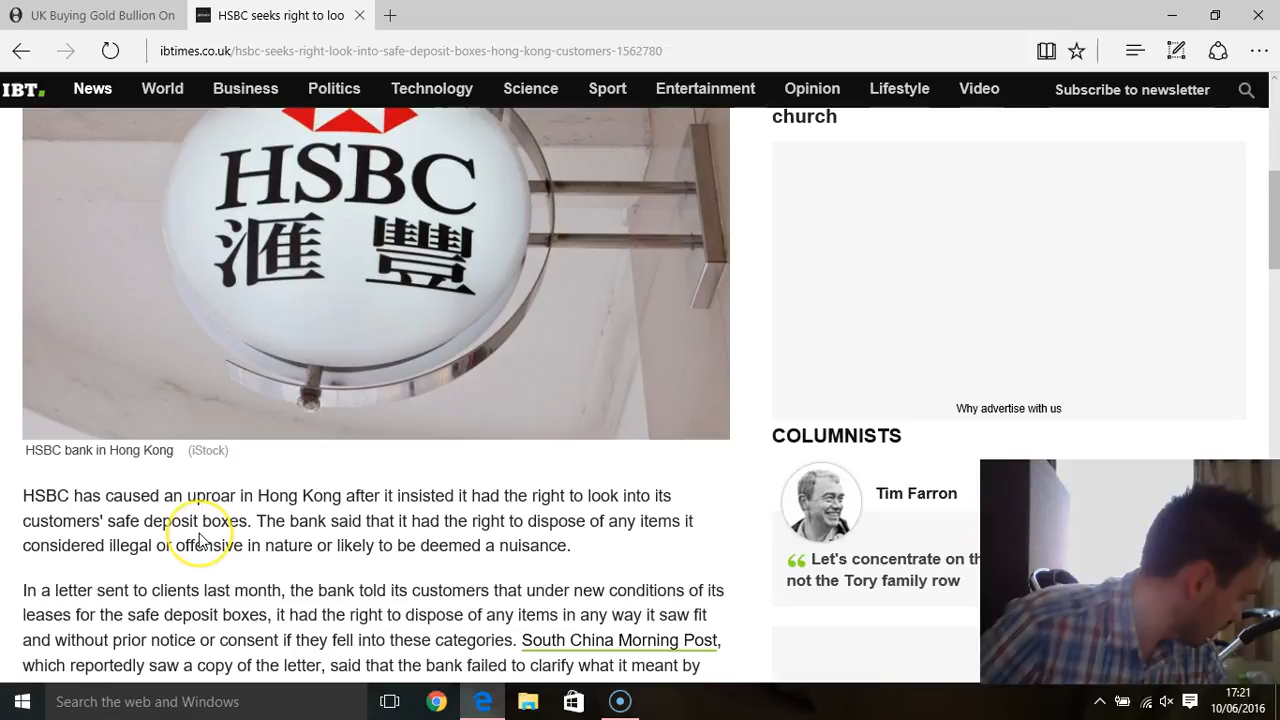 UK Buying Gold Bullion On
HSBC seeks right to loo
ibtimes.co.uk/hsbc-seeks-right-look-into-safe-deposit-boxes-hong-kong-customers-1562780
IBT.
News World Business Politics Technology Science Sport Entertainment Opinion Lifestyle Video Subscribe to newsletter
HSBC
滙豐
HSBC bank in Hong Kong (iStock)
HSBC has caused an uproar in Hong Kong after it insisted it had the right to look into its
customers' safe deposit boxes. The bank said that it had the right to dispose of any items it
considered illegal or offensive in nature or likely to be deemed a nuisance.
In a letter sent to clients last month, the bank told its customers that under new conditions of its
leases for the safe deposit boxes, it had the right to dispose of any items in any way it saw fit
and without prior notice or consent if they fell into these categories. South China Morning Post,
which reportedly saw a copy of the letter, said that the bank failed to clarify what it meant by
church
Why advertise with us
COLUMNISTS
Tim Farron
Let's concentrate on th
not the Tory family row
Search the web and Windows
17:21
10/06/2016